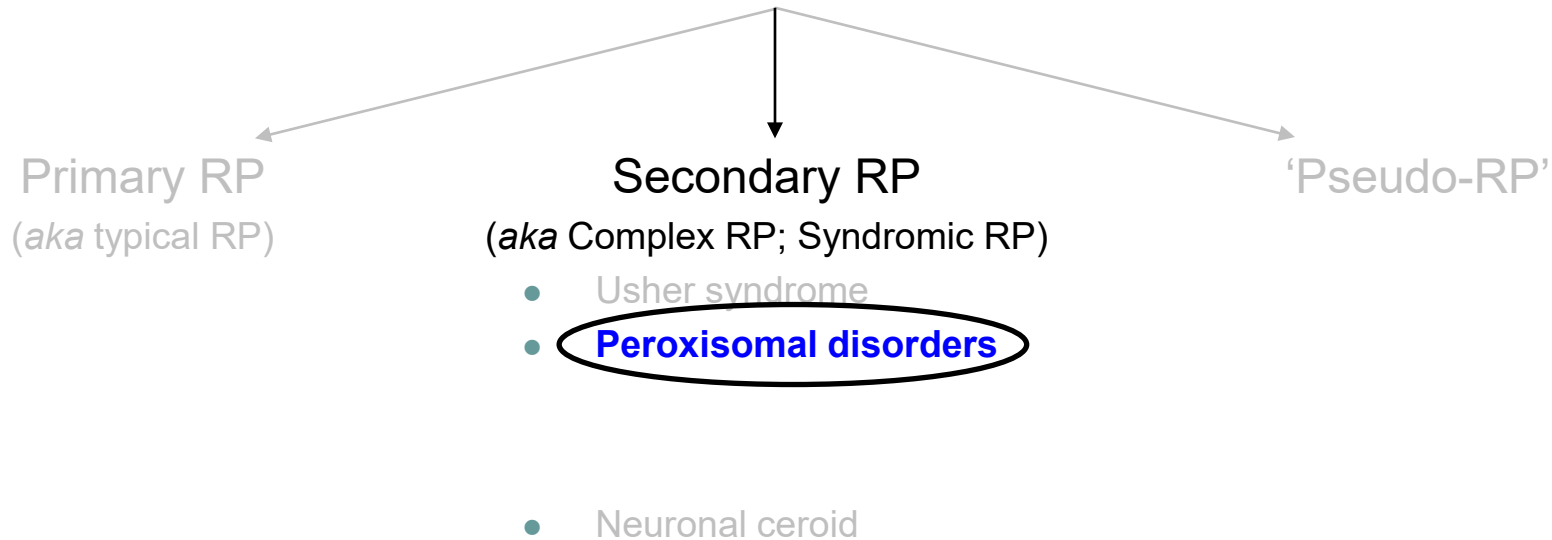 Primary RP
(aka typical RP)
Secondary RP
(aka Complex RP; Syndromic RP)
‘Pseudo-RP’
● Usher syndrome
● Peroxisomal disorders
● Neuronal ceroid